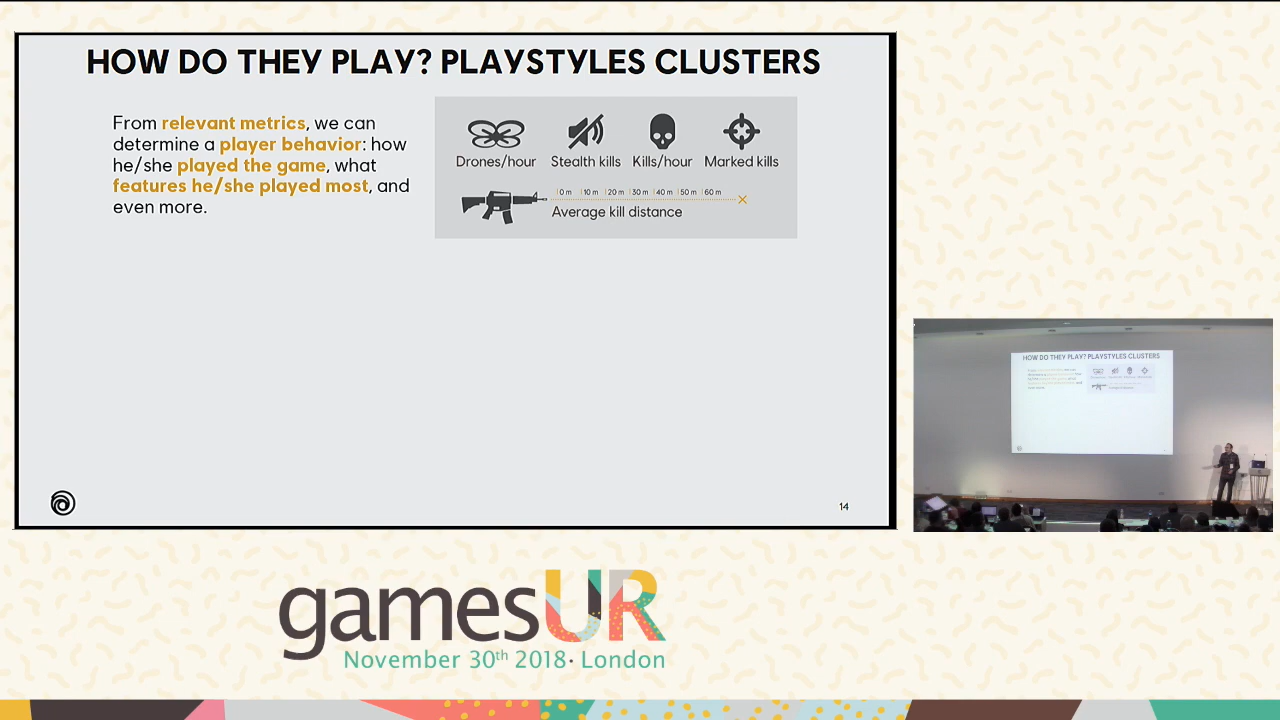 HOW DO THEY PLAY? PLAYSTYLES CLUSTERS
From relevant metrics, we can
determine a player behavior: how
he/she played the game, what
features he/she played most, and
even more.
Drones/hour Stealth kills Kills/hour Marked kills
0 m 10 m 20 m 30 m 40 m 50 m 60 m
Average kill distance
14
HOW DO THEY PLAY? PLAYSTYLES CLUSTERS
gamesUR
November 30th 2018· London